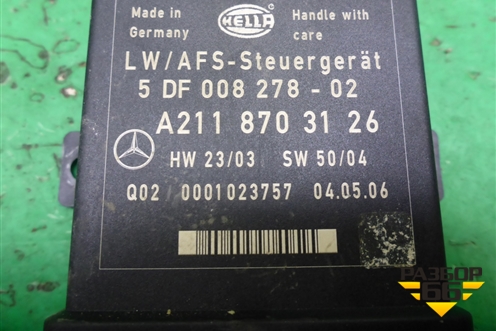 Made in
Germany
HELLA
Handle with
care
LW/AFS-Steuergerät
5 DF 008 278 - 02
A211 870 31 26
HW 23/03 SW 50/04
Q02 0001023757 04.05.06
РАЗБОР
66